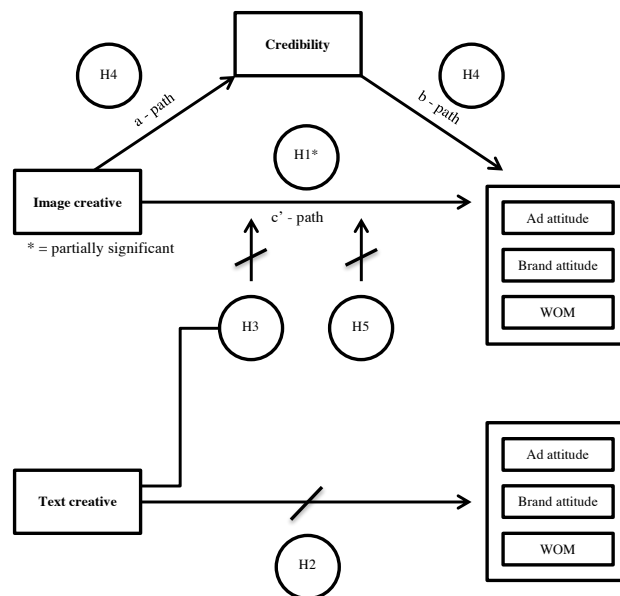 Credibility
H4
H4
a - path
b - path
H1*
Image creative
c' - path
* = partially significant
Ad attitude
Brand attitude
WOM
H3
H5
Text creative
Ad attitude
Brand attitude
WOM
H2